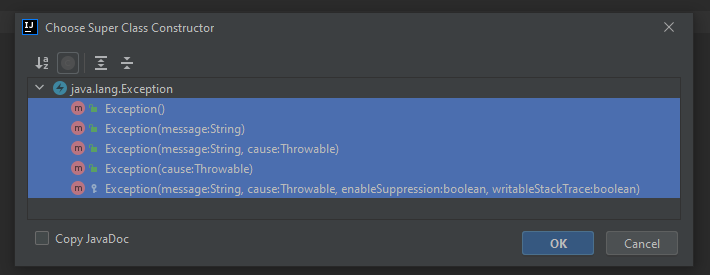 IJ
Choose Super Class Constructor
java.lang.Exception
m Exception()
m Exception(message:String)
m Exception(message:String, cause:Throwable)
m Exception(cause:Throwable)
m Exception(message:String, cause:Throwable, enableSuppression:boolean, writableStackTrace:boolean)
Copy JavaDoc
OK
Cancel